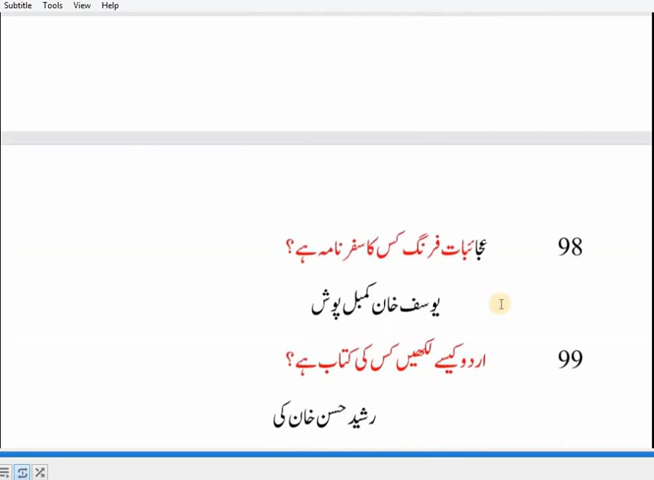 Subtitle Tools View Help
98 عجائبات فرنگ کس کا سفر نامہ ہے؟
یوسف خان کمبل پوش
99 اردو کیسے لکھیں کس کی کتاب ہے؟
رشید حسن خان کی